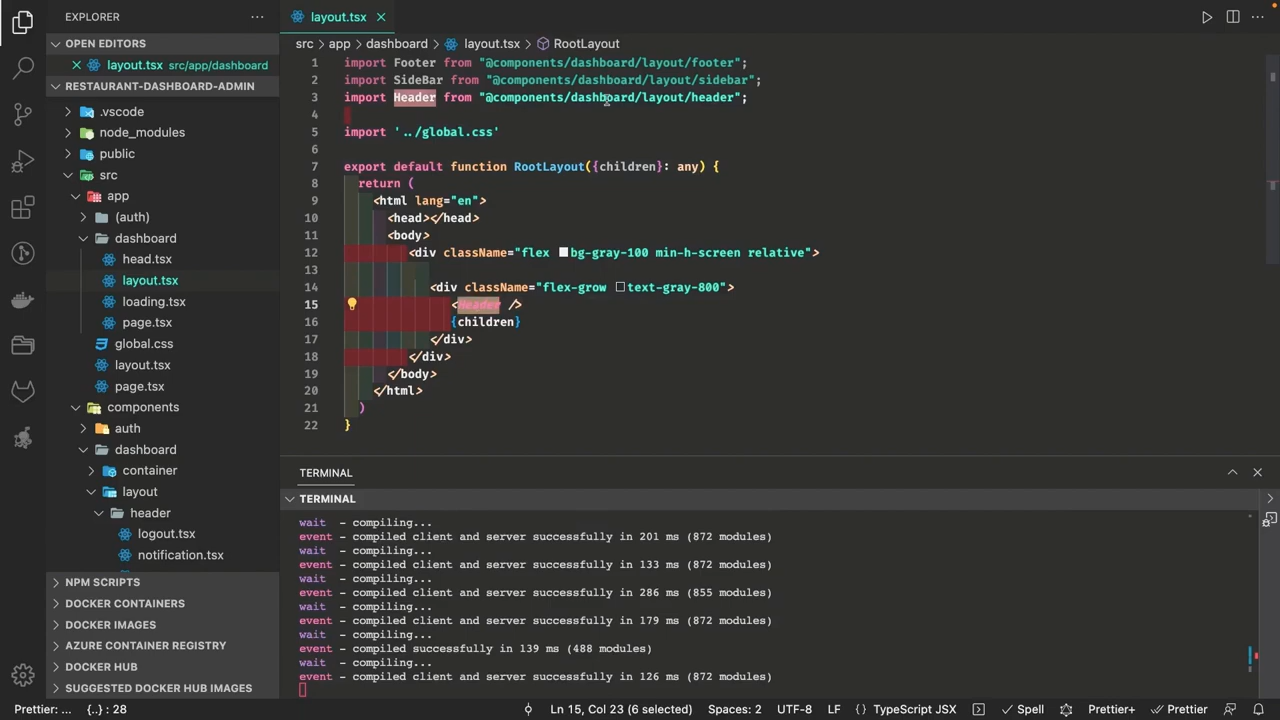 EXPLORER
OPEN EDITORS
layout.tsx src/app/dashboard
RESTAURANT-DASHBOARD-ADMIN
.vscode
node_modules
public
src
app
(auth)
dashboard
head.tsx
layout.tsx
loading.tsx
page.tsx
global.css
layout.tsx
page.tsx
components
auth
dashboard
container
layout
header
logout.tsx
notification.tsx
NPM SCRIPTS
DOCKER CONTAINERS
DOCKER IMAGES
AZURE CONTAINER REGISTRY
DOCKER HUB
SUGGESTED DOCKER HUB IMAGES
layout.tsx
src > app > dashboard > layout.tsx > RootLayout
1 import Footer from "@components/dashboard/layout/footer";
2 import SideBar from "@components/dashboard/layout/sidebar";
3 import Header from "@components/dashboard/layout/header";
4
5 import '../global.css'
6
7 export default function RootLayout({children}: any) {
8 return (
9 <html lang="en">
10 <head></head>
11 <body>
12 <div className="flex bg-gray-100 min-h-screen relative">
13
14 <div className="flex-grow text-gray-800">
15 <Header />
16 {children}
17 </div>
18 </div>
19 </body>
20 </html>
21 )
22 }
TERMINAL
TERMINAL
wait - compiling...
event - compiled client and server successfully in 201 ms (872 modules)
wait - compiling...
event - compiled client and server successfully in 133 ms (872 modules)
wait - compiling...
event - compiled client and server successfully in 286 ms (855 modules)
wait - compiling...
event - compiled client and server successfully in 179 ms (872 modules)
wait - compiling...
event - compiled successfully in 139 ms (488 modules)
wait - compiling...
event - compiled client and server successfully in 126 ms (872 modules)
Prettier: ... {..} : 28 Ln 15, Col 23 (6 selected) Spaces: 2 UTF-8 LF TypeScript JSX Spell Prettier+ Prettier